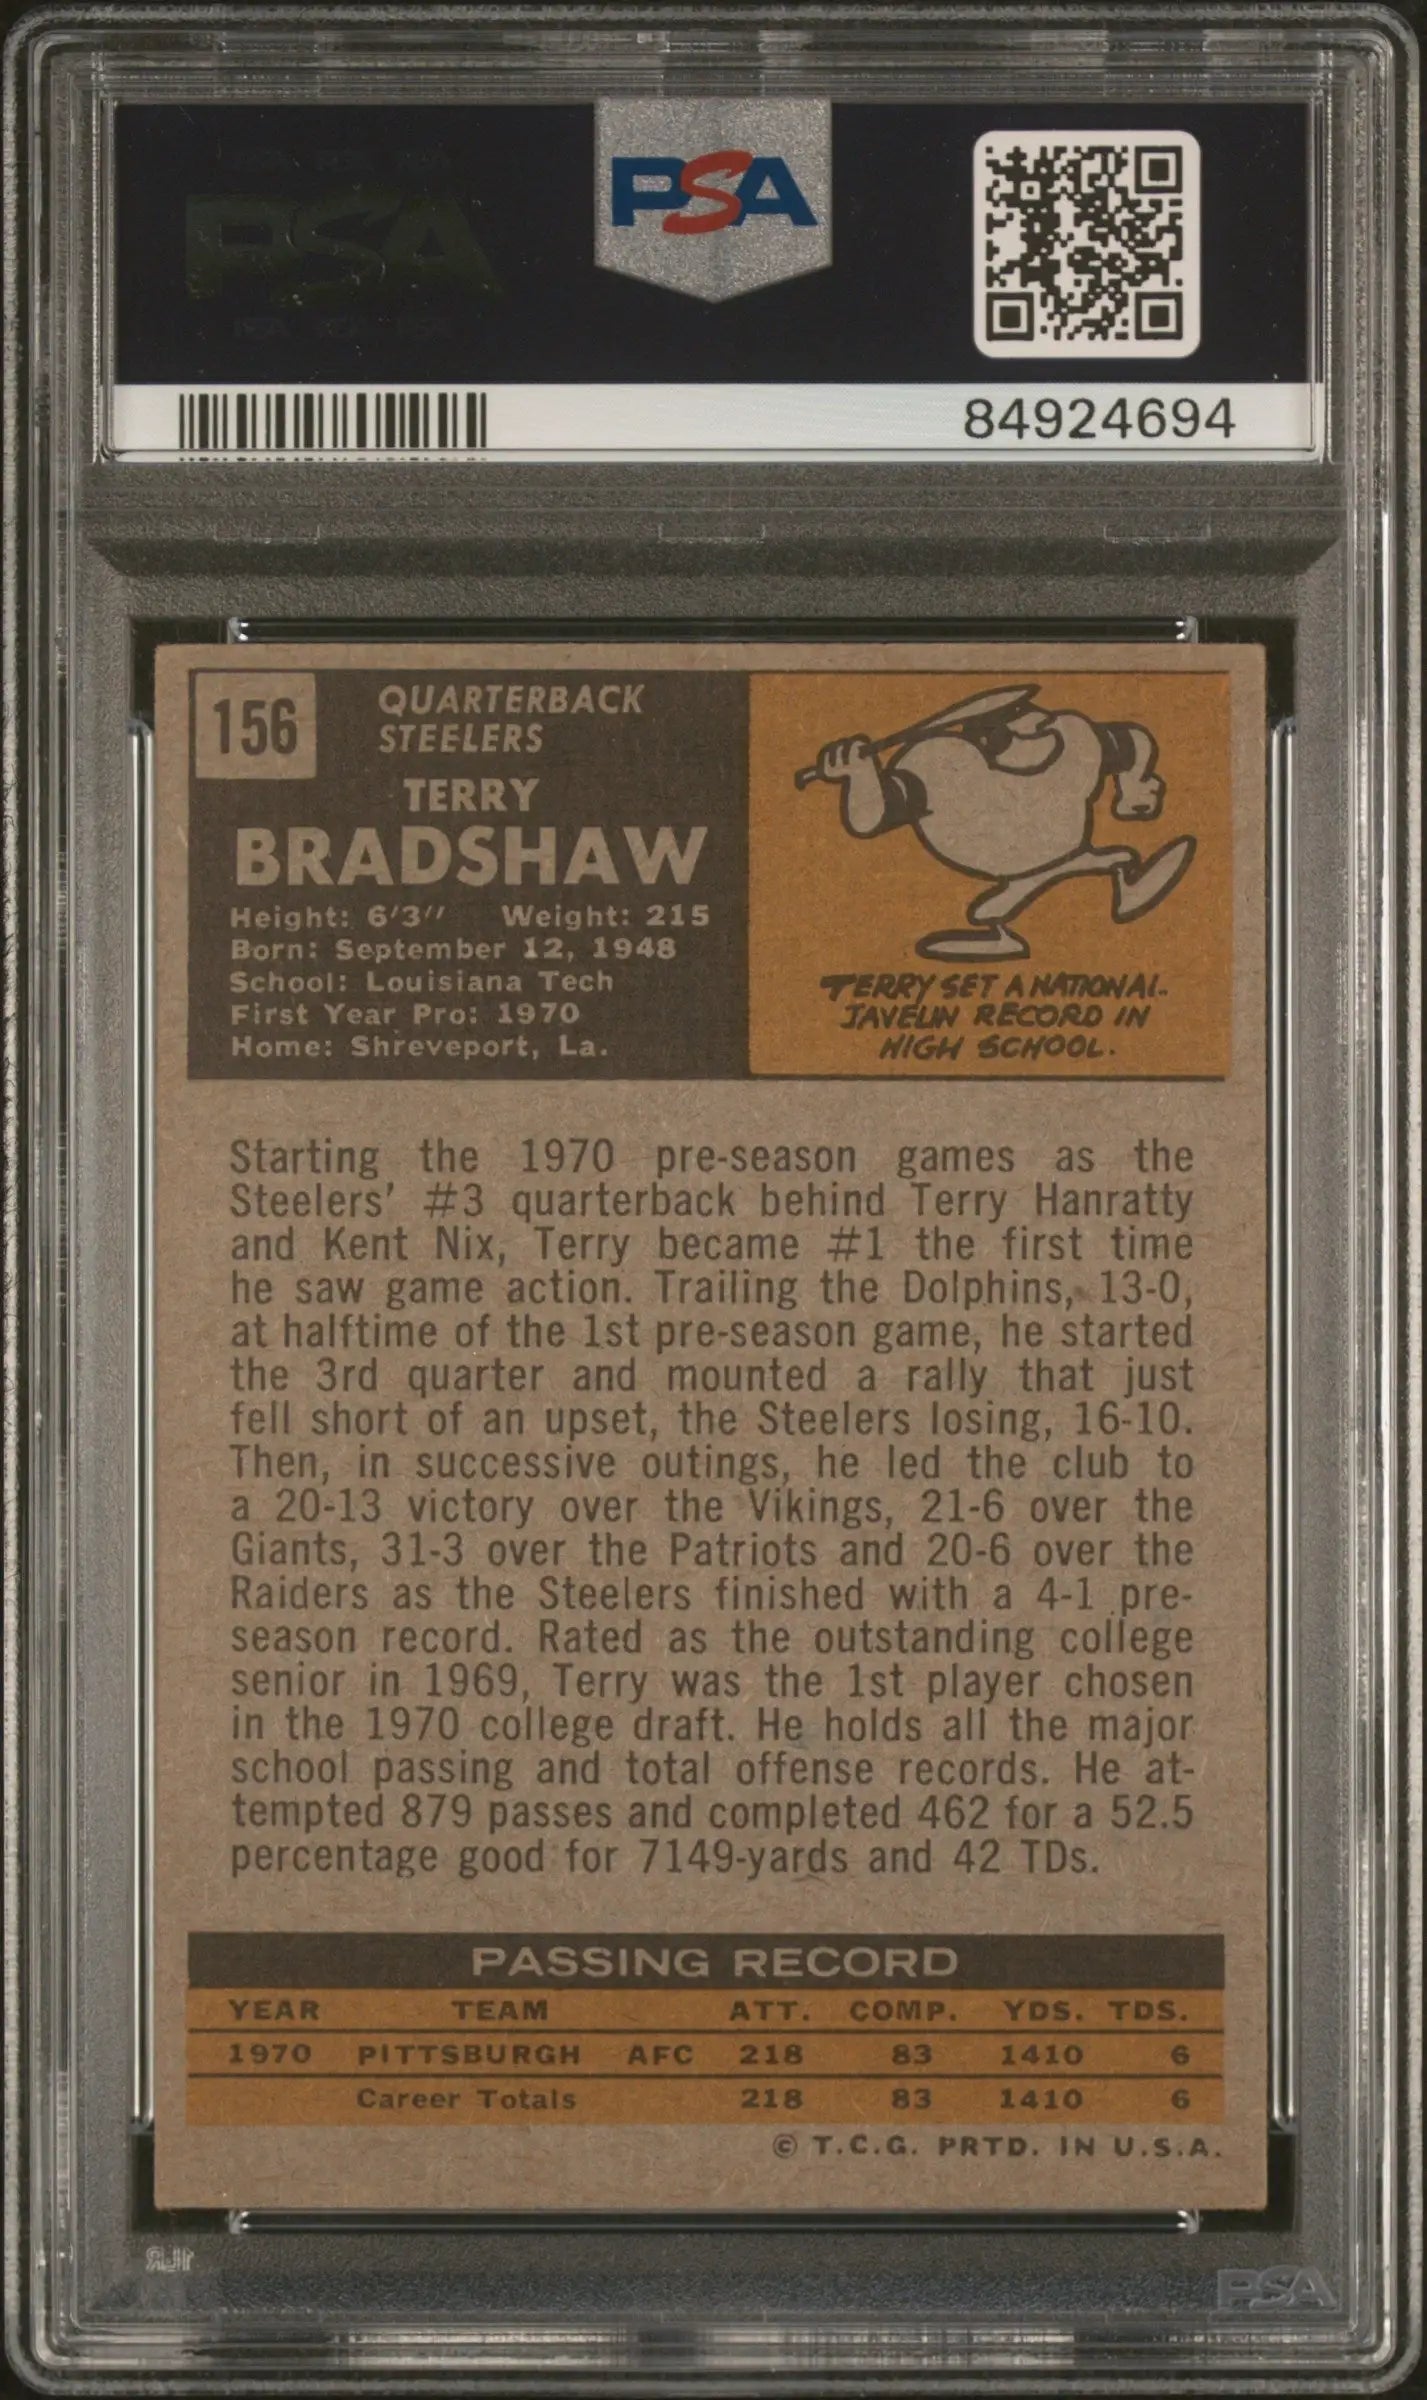 PSA
84924694
156
QUARTERBACK
STEELERS
TERRY
BRADSHAW
Height: 6'3" Weight: 215
Born: September 12, 1948
School: Louisiana Tech
First Year Pro: 1970
Home: Shreveport, La.
TERRY SET A NATIONAL
JAVELIN RECORD IN
HIGH SCHOOL.
Starting the 1970 pre-season games as the
Steelers' #3 quarterback behind Terry Hanratty
and Kent Nix, Terry became #1 the first time
he saw game action. Trailing the Dolphins, 13-0,
at halftime of the 1st pre-season game, he started
the 3rd quarter and mounted a rally that just
fell short of an upset, the Steelers losing, 16-10.
Then, in successive outings, he led the club to
a 20-13 victory over the Vikings, 21-6 over the
Giants, 31-3 over the Patriots and 20-6 over the
Raiders as the Steelers finished with a 4-1 pre-
season record. Rated as the outstanding college
senior in 1969, Terry was the 1st player chosen
in the 1970 college draft. He holds all the major
school passing and total offense records. He at-
tempted 879 passes and completed 462 for a 52.5
percentage good for 7149-yards and 42 TDs.
PASSING RECORD
YEAR TEAM ATT. COMP. YDS. TDS.
1970 PITTSBURGH AFC 218 83 1410 6
Career Totals 218 83 1410 6
© T.C.G. PRTD. IN U.S.A.
PSA